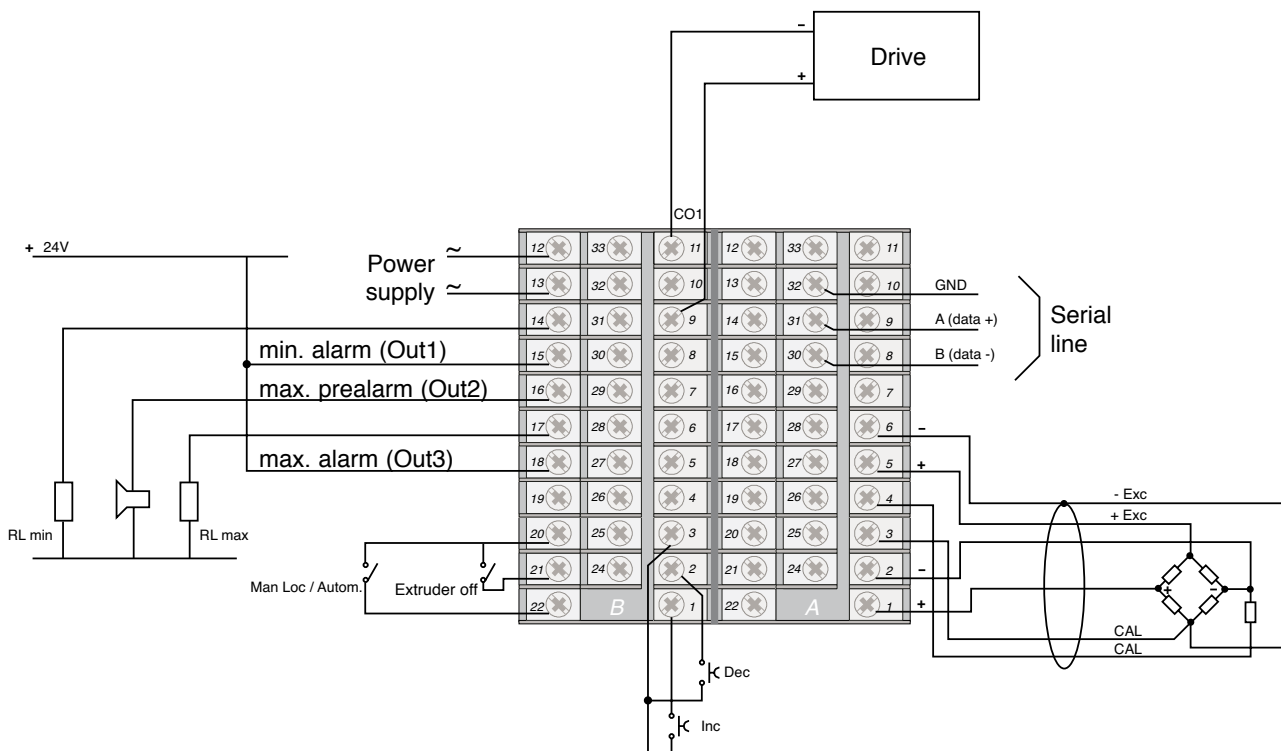 −
Drive
+
CO1
+ 24V
Power supply
~
~
12 33 11 12 33 11
13 32 10 13 32 10
14 31 9 14 31 9
15 30 8 15 30 8
16 29 7 16 29 7
17 28 6 17 28 6
18 27 5 18 27 5
19 26 4 19 26 4
20 25 3 20 25 3
21 24 2 21 24 2
22 B 1 22 A 1
min. alarm (Out1)
max. prealarm (Out2)
max. alarm (Out3)
RL min
RL max
Man Loc / Autom.
Extruder off
GND
A (data +)
B (data -)
Serial
line
−
+
- Exc
+ Exc
−
+
+
−
CAL
CAL
Dec
Inc